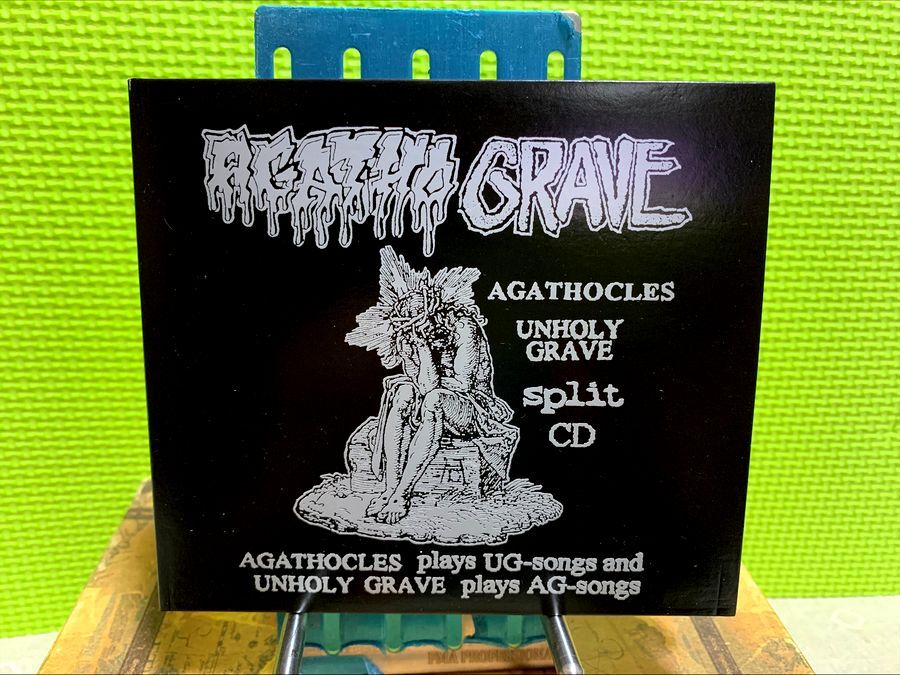 AGATHO GRAVE
AGATHOCLES
UNHOLY
GRAVE
split
CD
AGATHOCLES plays UG-songs and
UNHOLY GRAVE plays AG-songs